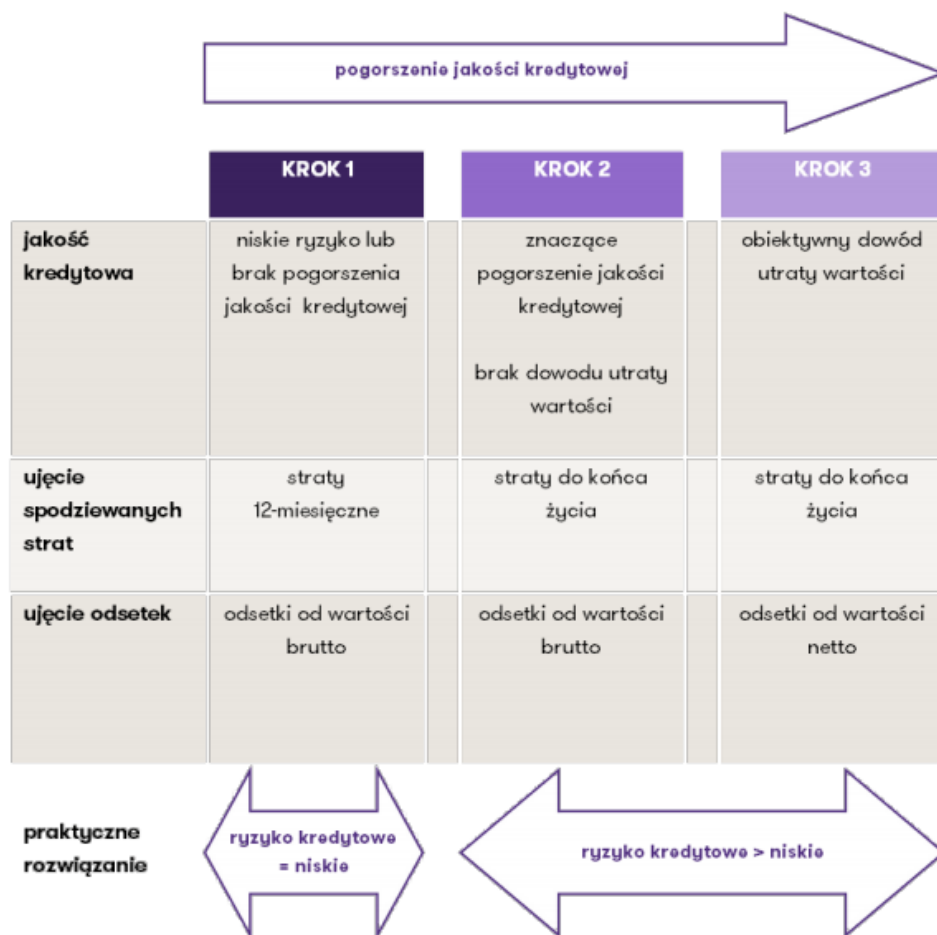 pogorszenie jakości kredytowej
KROK 1
KROK 2
KROK 3
jakość
kredytowa
niskie ryzyko lub
brak pogorszenia
jakości kredytowej
znaczące
pogorszenie jakości
kredytowej
brak dowodu utraty
wartości
obiektywny dowód
utraty wartości
ujęcie
spodziewanych
strat
straty
12-miesięczne
straty do końca
życia
straty do końca
życia
ujęcie odsetek
odsetki od wartości
brutto
odsetki od wartości
brutto
odsetki od wartości
netto
praktyczne
rozwiązanie
ryzyko kredytowe
= niskie
ryzyko kredytowe > niskie